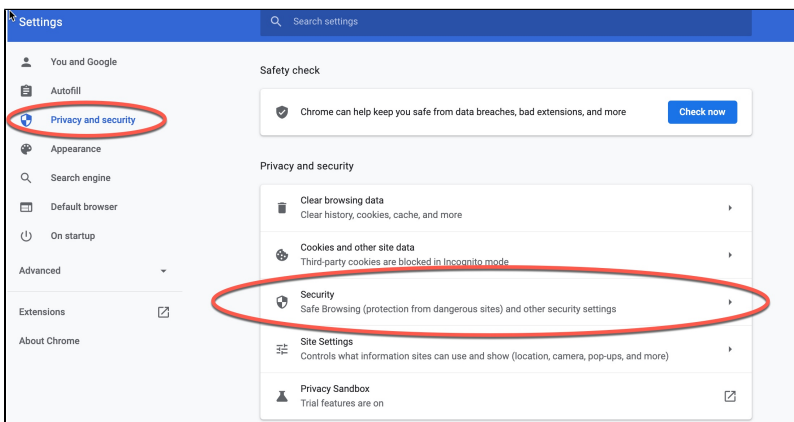 Settings
Search settings
You and Google
Autofill
Privacy and security
Appearance
Search engine
Default browser
On startup
Advanced
Extensions
About Chrome
Safety check
Chrome can help keep you safe from data breaches, bad extensions, and more
Check now
Privacy and security
Clear browsing data
Clear history, cookies, cache, and more
Cookies and other site data
Third-party cookies are blocked in Incognito mode
Security
Safe Browsing (protection from dangerous sites) and other security settings
Site Settings
Controls what information sites can use and show (location, camera, pop-ups, and more)
Privacy Sandbox
Trial features are on